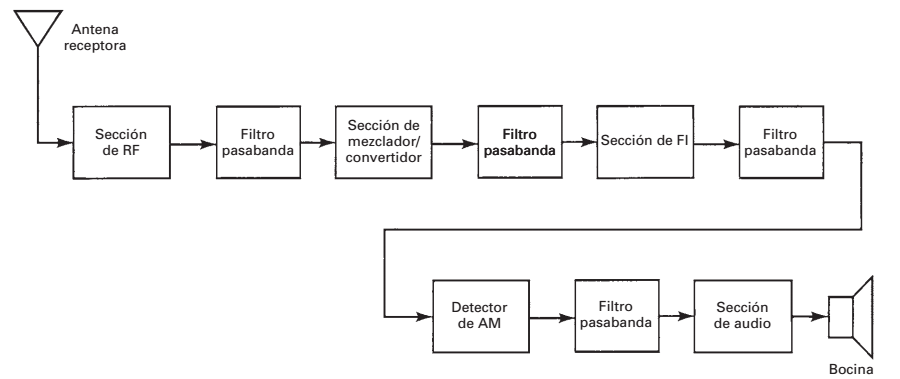 Antena
receptora
Sección
de RF
Filtro
pasabanda
Sección de
mezclador/
convertidor
Filtro
pasabanda
Sección de FI
Filtro
pasabanda
Detector
de AM
Filtro
pasabanda
Sección
de audio
Bocina